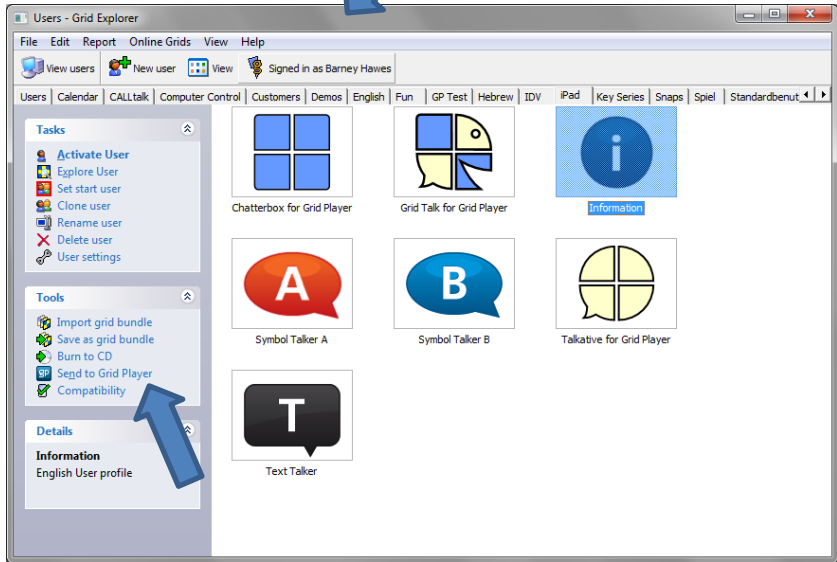 Users - Grid Explorer
File Edit Report Online Grids View Help
View users New user View Signed in as Barney Hawes
Users Calendar CALLtalk Computer Control Customers Demos English Fun GP Test Hebrew IDV iPad Key Series Snaps Spiel Standardbenut
Tasks
Activate User
Explore User
Set start user
Clone user
Rename user
Delete user
User settings
Tools
Import grid bundle
Save as grid bundle
Burn to CD
gp Send to Grid Player
Compatibility
Details
Information
English User profile
Chatterbox for Grid Player Grid Talk for Grid Player i Information
A B
Symbol Talker A Symbol Talker B Talkative for Grid Player
T
Text Talker